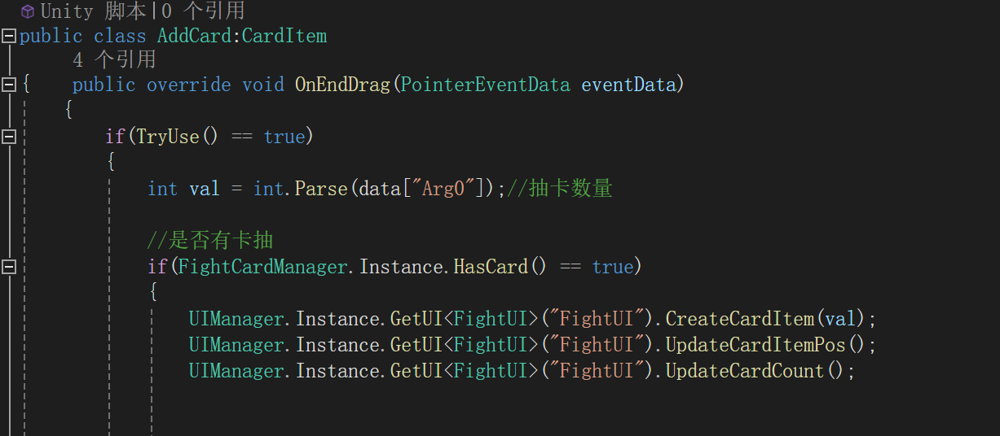 Unity 脚本|0 个引用
public class AddCard:CardItem
4 个引用
{    public override void OnEndDrag(PointerEventData eventData)
{
if(TryUse() == true)
{
int val = int.Parse(data["Arg0"]);//抽卡数量
//是否有卡抽
if(FightCardManager.Instance.HasCard() == true)
{
UIManager.Instance.GetUI<FightUI>("FightUI").CreateCardItem(val);
UIManager.Instance.GetUI<FightUI>("FightUI").UpdateCardItemPos();
UIManager.Instance.GetUI<FightUI>("FightUI").UpdateCardCount();